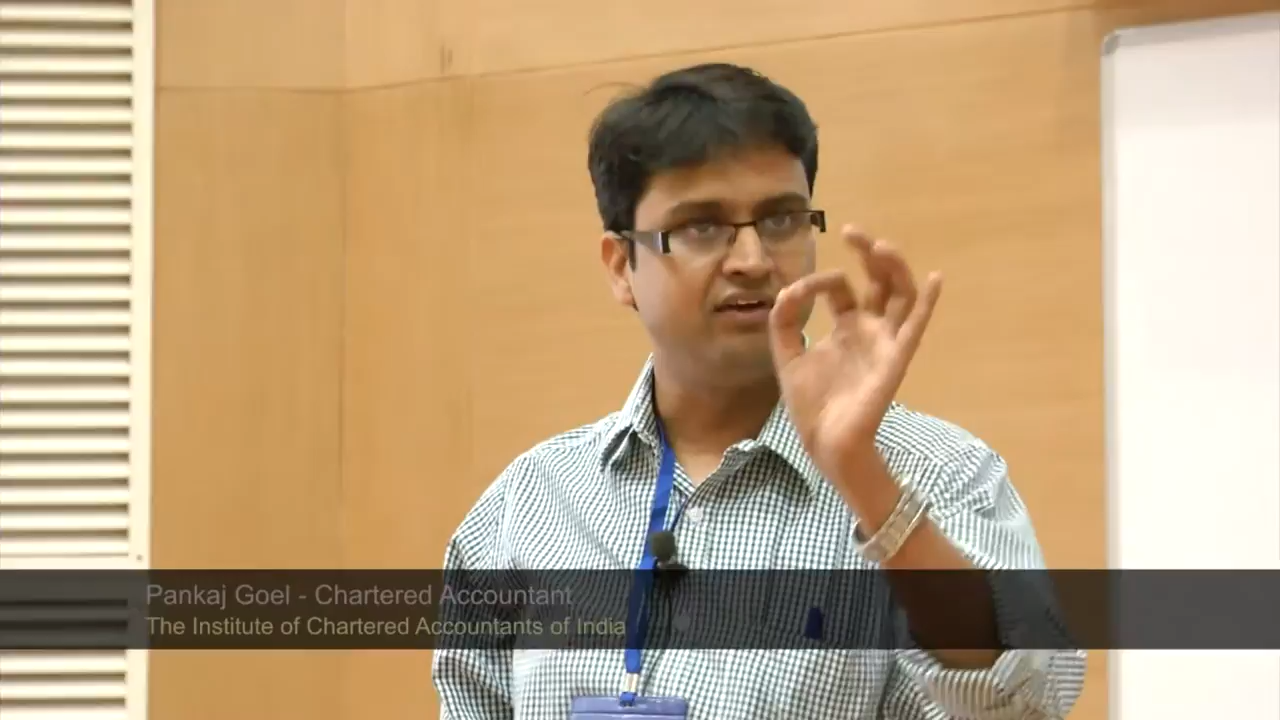 Pankaj Goel - Chartered Accountant
The Institute of Chartered Accountants of India